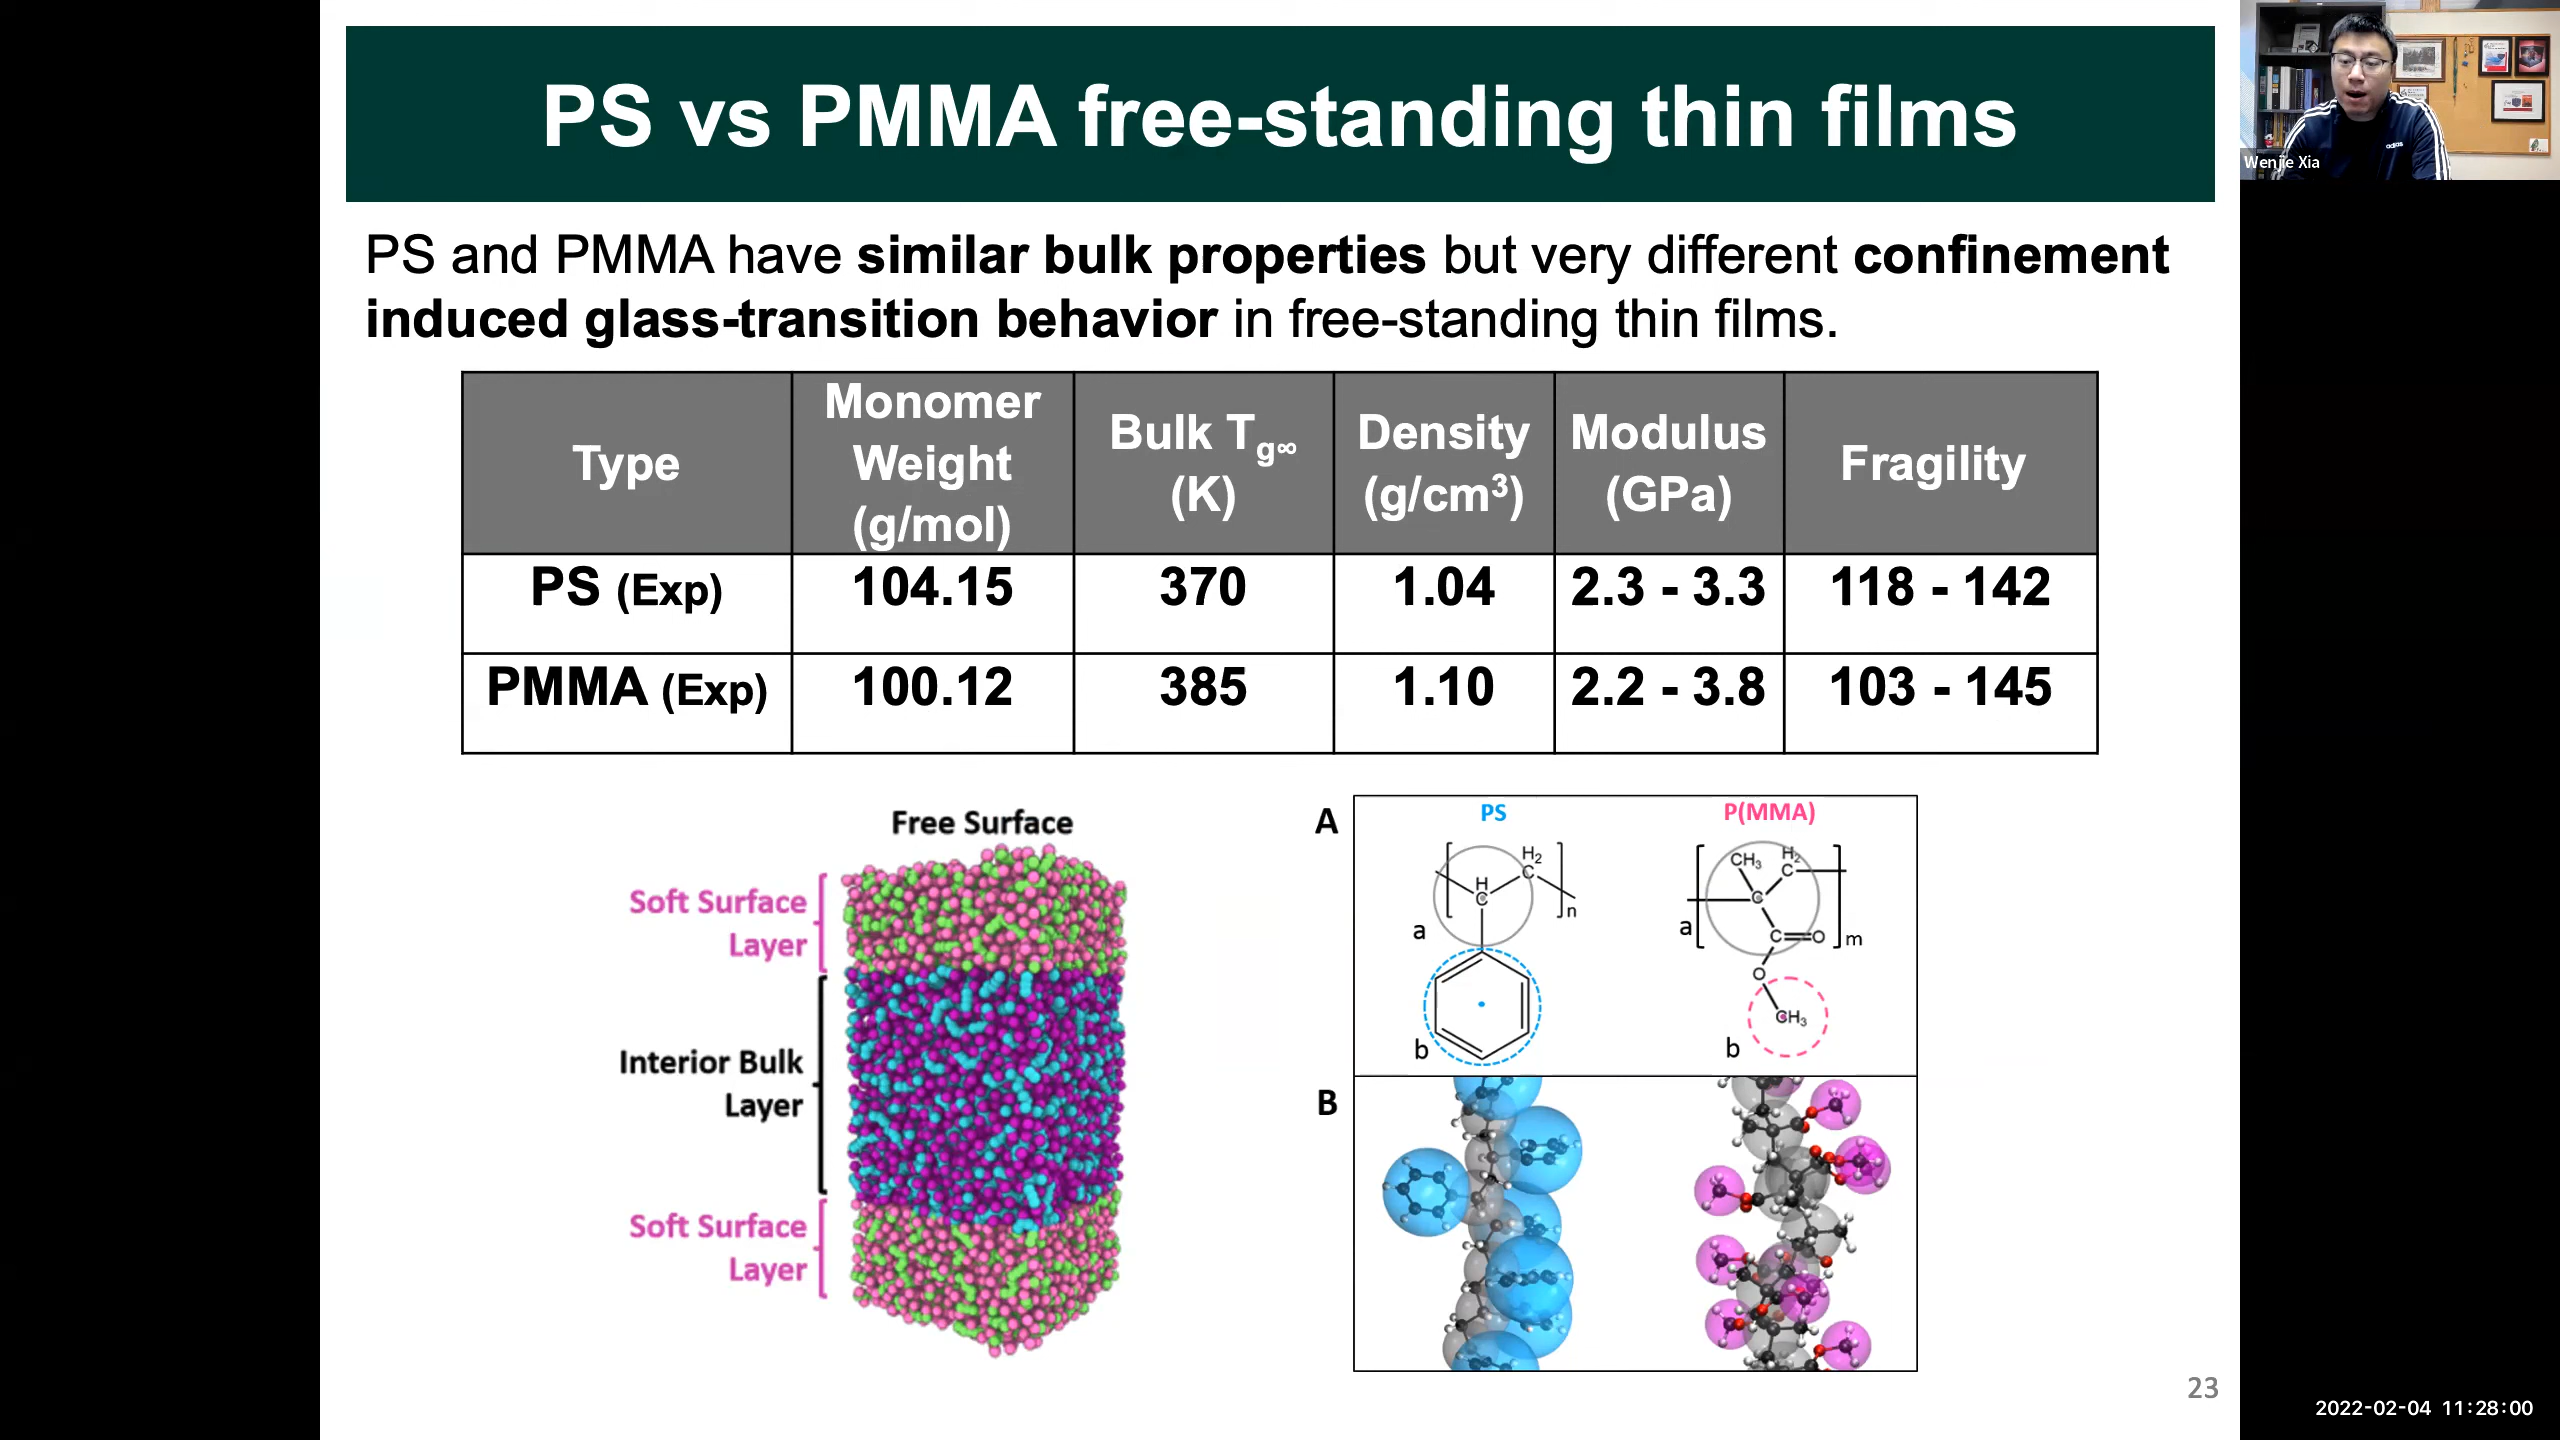 PS vs PMMA free-standing thin films
Wenjie Xia
adidas
PS and PMMA have similar bulk properties but very different confinement
induced glass-transition behavior in free-standing thin films.
Type
Monomer
Weight
(g/mol)
Bulk Tg∞
(K)
Density
(g/cm³)
Modulus
(GPa)
Fragility
PS (Exp) 104.15 370 1.04 2.3 - 3.3 118 - 142
PMMA (Exp) 100.12 385 1.10 2.2 - 3.8 103 - 145
Free Surface
Soft Surface
Layer
Interior Bulk
Layer
Soft Surface
Layer
A
PS
H₂
C
H
C
n
a
b
P(MMA)
CH₃ H₂
C
C
a
C=O
m
O
CH₃
b
B
23
2022-02-04 11:28:00